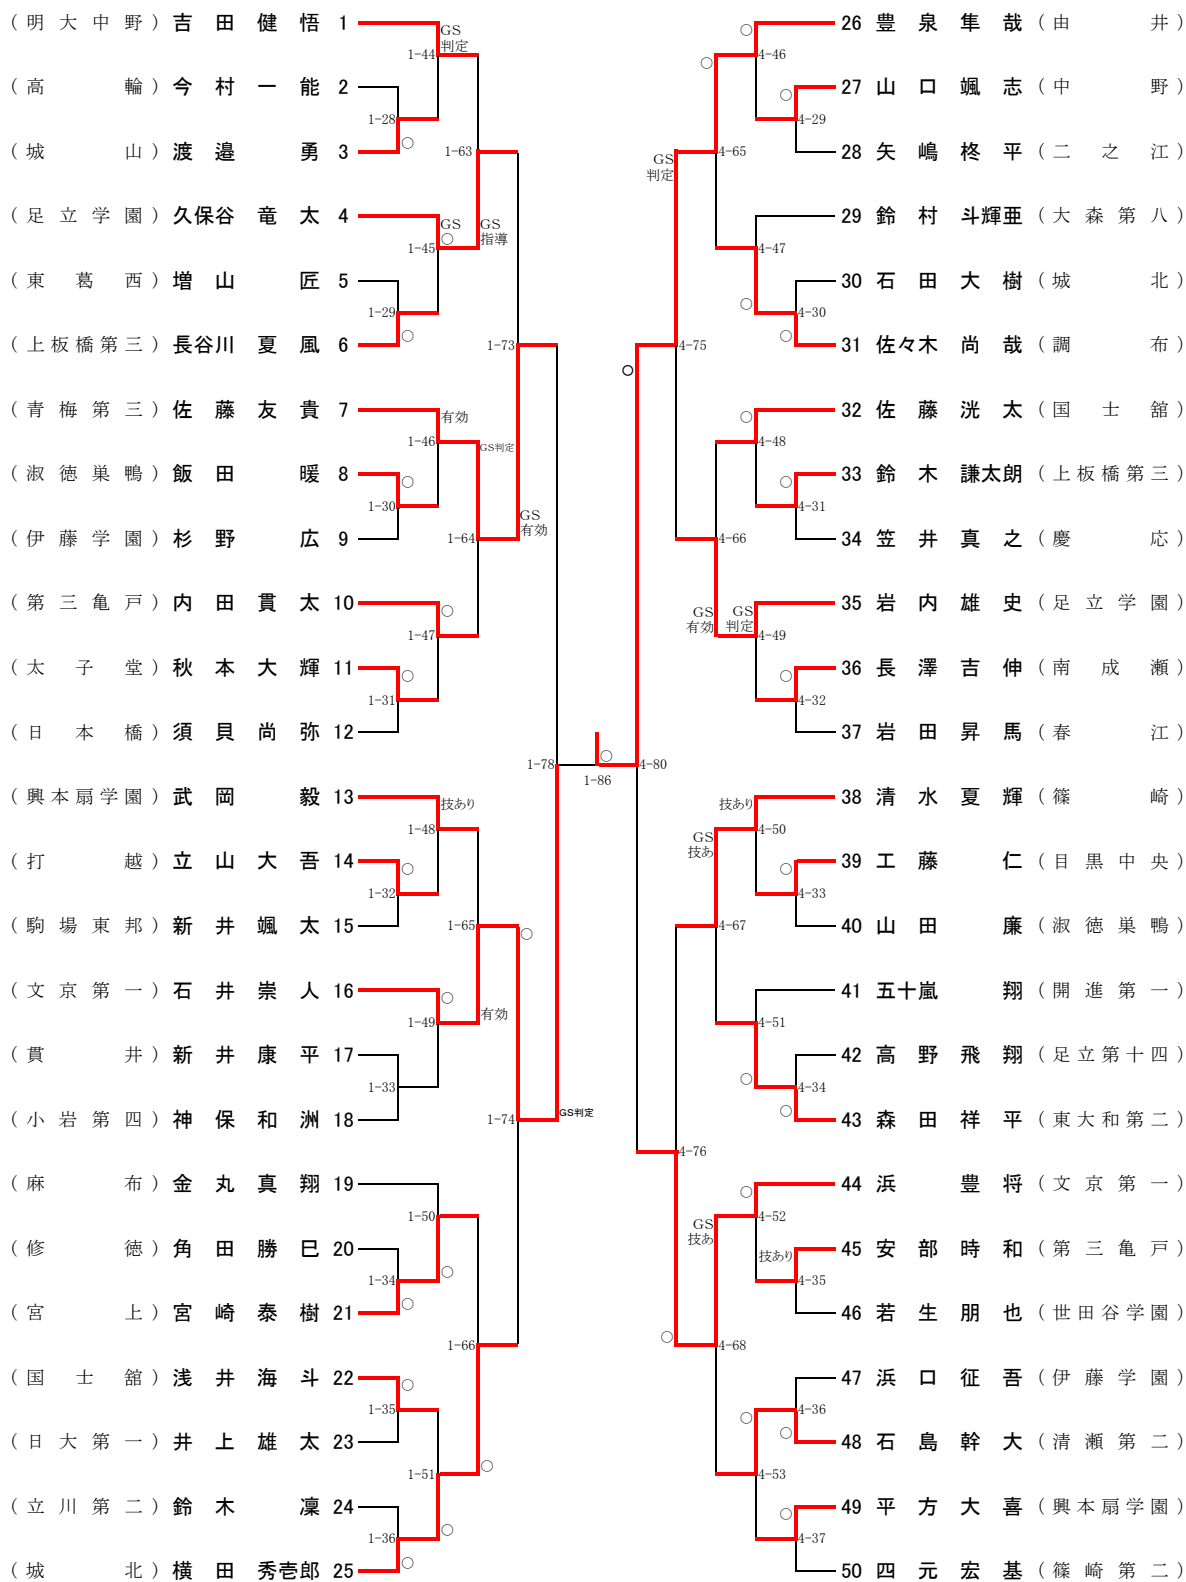 (明大中野) 吉田健悟 1
(高輪) 今村一能 2
(城山) 渡邉勇 3
(足立学園) 久保谷竜太 4
(東葛西) 増山匠 5
(上板橋第三) 長谷川夏風 6
(青梅第三) 佐藤友貴 7
(淑徳巣鴨) 飯田暖 8
(伊藤学園) 杉野広 9
(第三亀戸) 内田貫太 10
(太子堂) 秋本大輝 11
(日本橋) 須貝尚弥 12
(興本扇学園) 武岡毅 13
(打越) 立山大吾 14
(駒場東邦) 新井颯太 15
(文京第一) 石井崇人 16
(貫井) 新井康平 17
(小岩第四) 神保和洲 18
(麻布) 金丸真翔 19
(修徳) 角田勝巳 20
(宮上) 宮崎泰樹 21
(国士舘) 浅井海斗 22
(日大第一) 井上雄太 23
(立川第二) 鈴木凜 24
(城北) 横田秀壱郎 25
1-28
○
1-29
○
1-30
○
1-31
○
1-32
○
1-33
1-34
○
1-35
○
1-36
○
GS
判定
1-44
GS
○
1-45
有効
1-46
○
1-47
技あり
1-48
○
1-49
1-50
○
1-51
○
1-63
GS
指導
GS判定
1-64
1-65
有効
1-66
○
1-73
GS
有効
○
1-74
1-78
GS判定
1-86
○
4-80
○
4-75
GS
判定
4-76
○
○
4-65
4-66
GS
有効
GS
技あ
4-67
GS
技あ
4-68
○
4-46
4-47
○
○
4-48
GS
判定
4-49
技あり
4-50
4-51
○
○
4-52
○
4-53
○
4-29
4-30
○
○
4-31
○
4-32
○
4-33
4-34
○
技あり
4-35
4-36
○
○
4-37
26 豊泉隼哉 (由井)
27 山口颯志 (中野)
28 矢嶋柊平 (二之江)
29 鈴村斗輝亜 (大森第八)
30 石田大樹 (城北)
31 佐々木尚哉 (調布)
32 佐藤洸太 (国士舘)
33 鈴木謙太朗 (上板橋第三)
34 笠井真之 (慶応)
35 岩内雄史 (足立学園)
36 長澤吉伸 (南成瀬)
37 岩田昇馬 (春江)
38 清水夏輝 (篠崎)
39 工藤仁 (目黒中央)
40 山田廉 (淑徳巣鴨)
41 五十嵐翔 (開進第一)
42 高野飛翔 (足立第十四)
43 森田祥平 (東大和第二)
44 浜豊将 (文京第一)
45 安部時和 (第三亀戸)
46 若生朋也 (世田谷学園)
47 浜口征吾 (伊藤学園)
48 石島幹大 (清瀬第二)
49 平方大喜 (興本扇学園)
50 四元宏基 (篠崎第二)